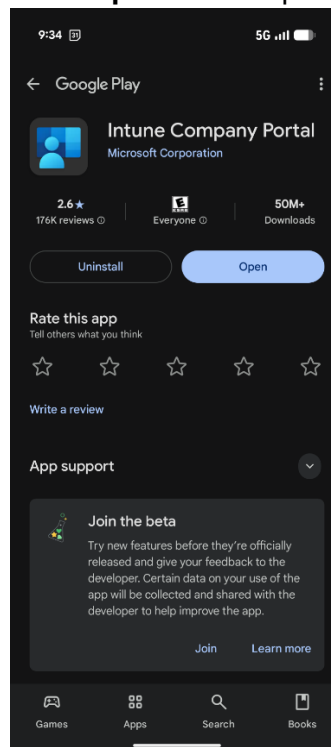 9:34 31 5G
Google Play
Intune Company Portal
Microsoft Corporation
2.6★
176K reviews
E
Everyone
50M+
Downloads
Uninstall
Open
Rate this app
Tell others what you think
Write a review
App support
Join the beta
Try new features before they're officially
released and give your feedback to the
developer. Certain data on your use of the
app will be collected and shared with the
developer to help improve the app.
Join Learn more
Games Apps Search Books